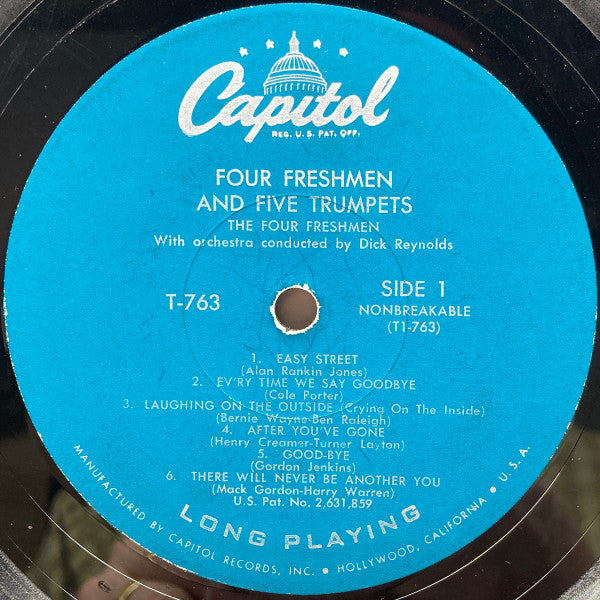 Capitol
REG. U.S. PAT. OFF.
FOUR FRESHMEN
AND FIVE TRUMPETS
THE FOUR FRESHMEN
With orchestra conducted by Dick Reynolds
T-763
SIDE 1
NONBREAKABLE
(T1-763)
1. EASY STREET
(Alan Rankin Jones)
2. EV'RY TIME WE SAY GOODBYE
(Cole Porter)
3. LAUGHING ON THE OUTSIDE (Crying On The Inside)
(Bernie Wayne-Ben Raleigh)
4. AFTER YOU'VE GONE
(Henry Creamer-Turner Layton)
5. GOOD-BYE
(Gordon Jenkins)
6. THERE WILL NEVER BE ANOTHER YOU
(Mack Gordon-Harry Warren)
U.S. Pat. No. 2,631,859
LONG PLAYING
MANUFACTURED BY CAPITOL RECORDS, INC. • HOLLYWOOD, CALIFORNIA • U.S.A.